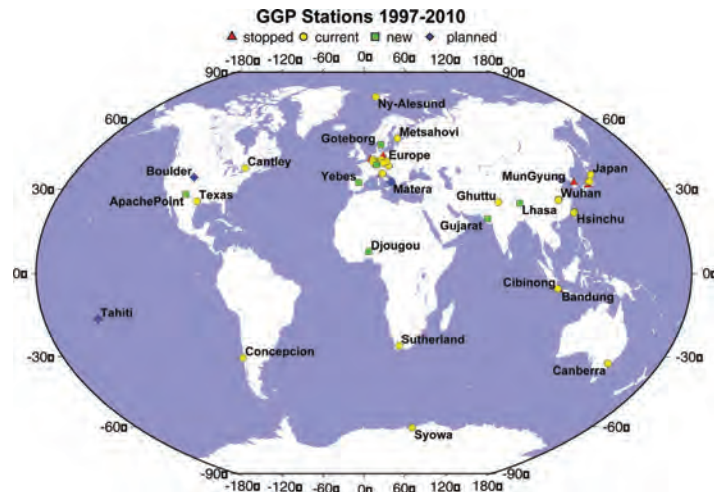 GGP Stations 1997-2010
stopped current new planned
-180▯ -120▯ -60▯ 0▯ 60▯ 120▯ 180▯
90▯ 90▯
Ny-Alesund
60▯ 60▯
Goteborg Metsahovi
Europe
Boulder Cantley Japan
MunGyung
Yebes Matera Wuhan
30▯ 30▯
ApachePoint Texas Ghuttu Lhasa
Gujarat Hsinchu
Djougou
0▯ 0▯
Cibinong
Bandung
Tahiti
Concepcion Sutherland
-30▯ -30▯
Canberra
-60▯ -60▯
Syowa
-90▯ -90▯
-180▯ -120▯ -60▯ 0▯ 60▯ 120▯ 180▯